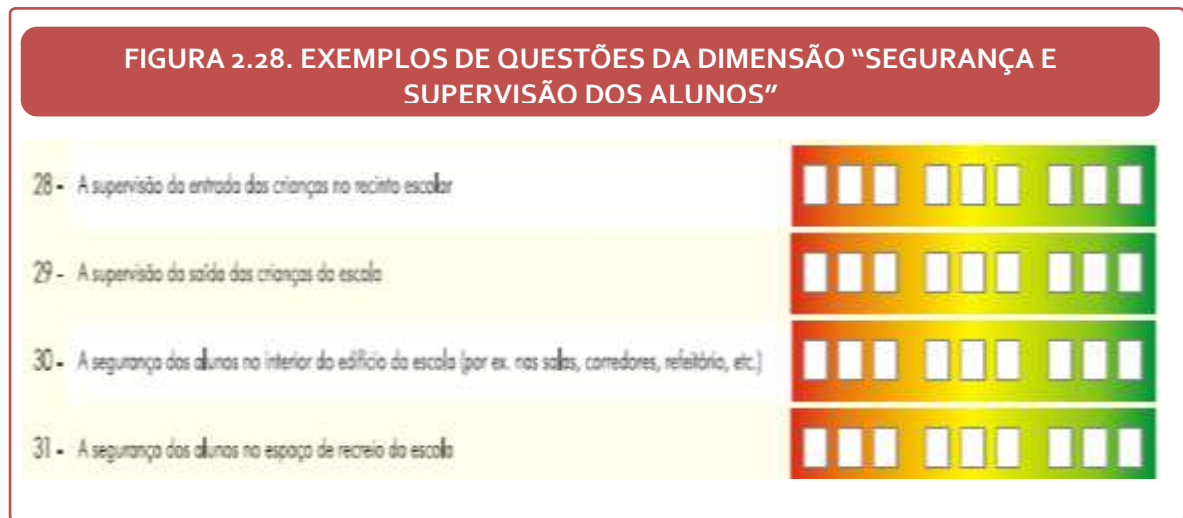 FIGURA 2.28. EXEMPLOS DE QUESTÕES DA DIMENSÃO “SEGURANÇA E
SUPERVISÃO DOS ALUNOS”
28 - A supervisão da entrada das crianças no recinto escolar
29 - A supervisão da saída das crianças da escola
30 - A segurança dos alunos no interior do edifício da escola (por ex. nas salas, corredores, refeitório, etc.)
31 - A segurança dos alunos no espaço de recreio da escola